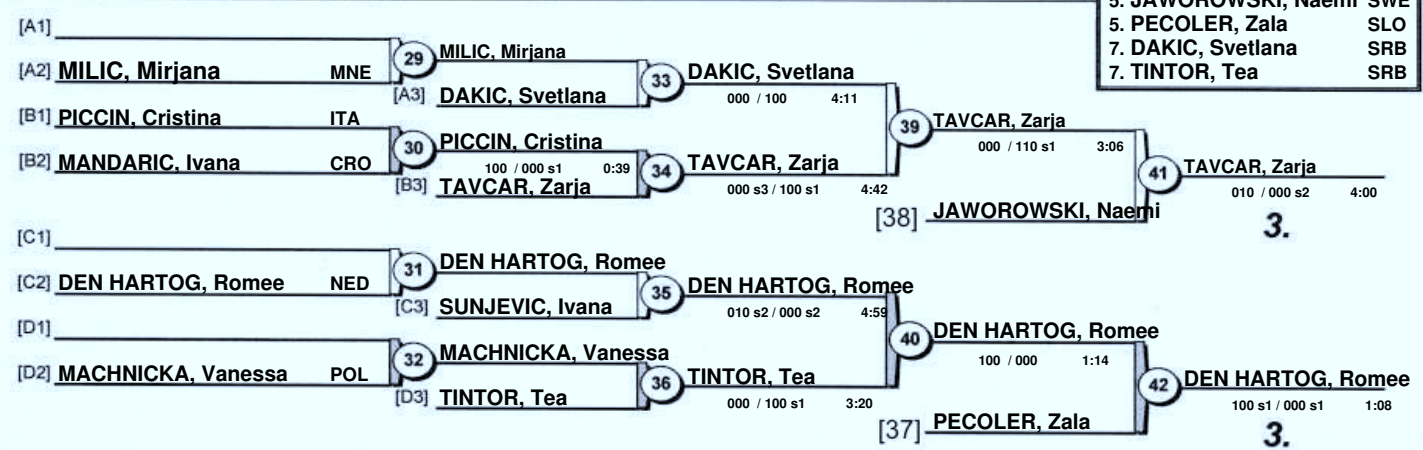 5. JAWOROWSKI, Naemi SWE
5. PECOLER, Zala SLO
7. DAKIC, Svetlana SRB
7. TINTOR, Tea SRB
[A1]
[A2] MILIC, Mirjana MNE
29 MILIC, Mirjana
[A3] DAKIC, Svetlana
33 DAKIC, Svetlana
000 / 100 4:11
[B1] PICCIN, Cristina ITA
[B2] MANDARIC, Ivana CRO
30 PICCIN, Cristina
100 / 000 s1 0:39
[B3] TAVCAR, Zarja
34 TAVCAR, Zarja
000 s3 / 100 s1 4:42
39 TAVCAR, Zarja
000 / 110 s1 3:06
[38] JAWOROWSKI, Naemi
41 TAVCAR, Zarja
010 / 000 s2 4:00
3.
[C1]
[C2] DEN HARTOG, Romee NED
31 DEN HARTOG, Romee
[C3] SUNJEVIC, Ivana
35 DEN HARTOG, Romee
010 s2 / 000 s2 4:59
[D1]
[D2] MACHNICKA, Vanessa POL
32 MACHNICKA, Vanessa
[D3] TINTOR, Tea
36 TINTOR, Tea
000 / 100 s1 3:20
40 DEN HARTOG, Romee
100 / 000 1:14
[37] PECOLER, Zala
42 DEN HARTOG, Romee
100 s1 / 000 s1 1:08
3.